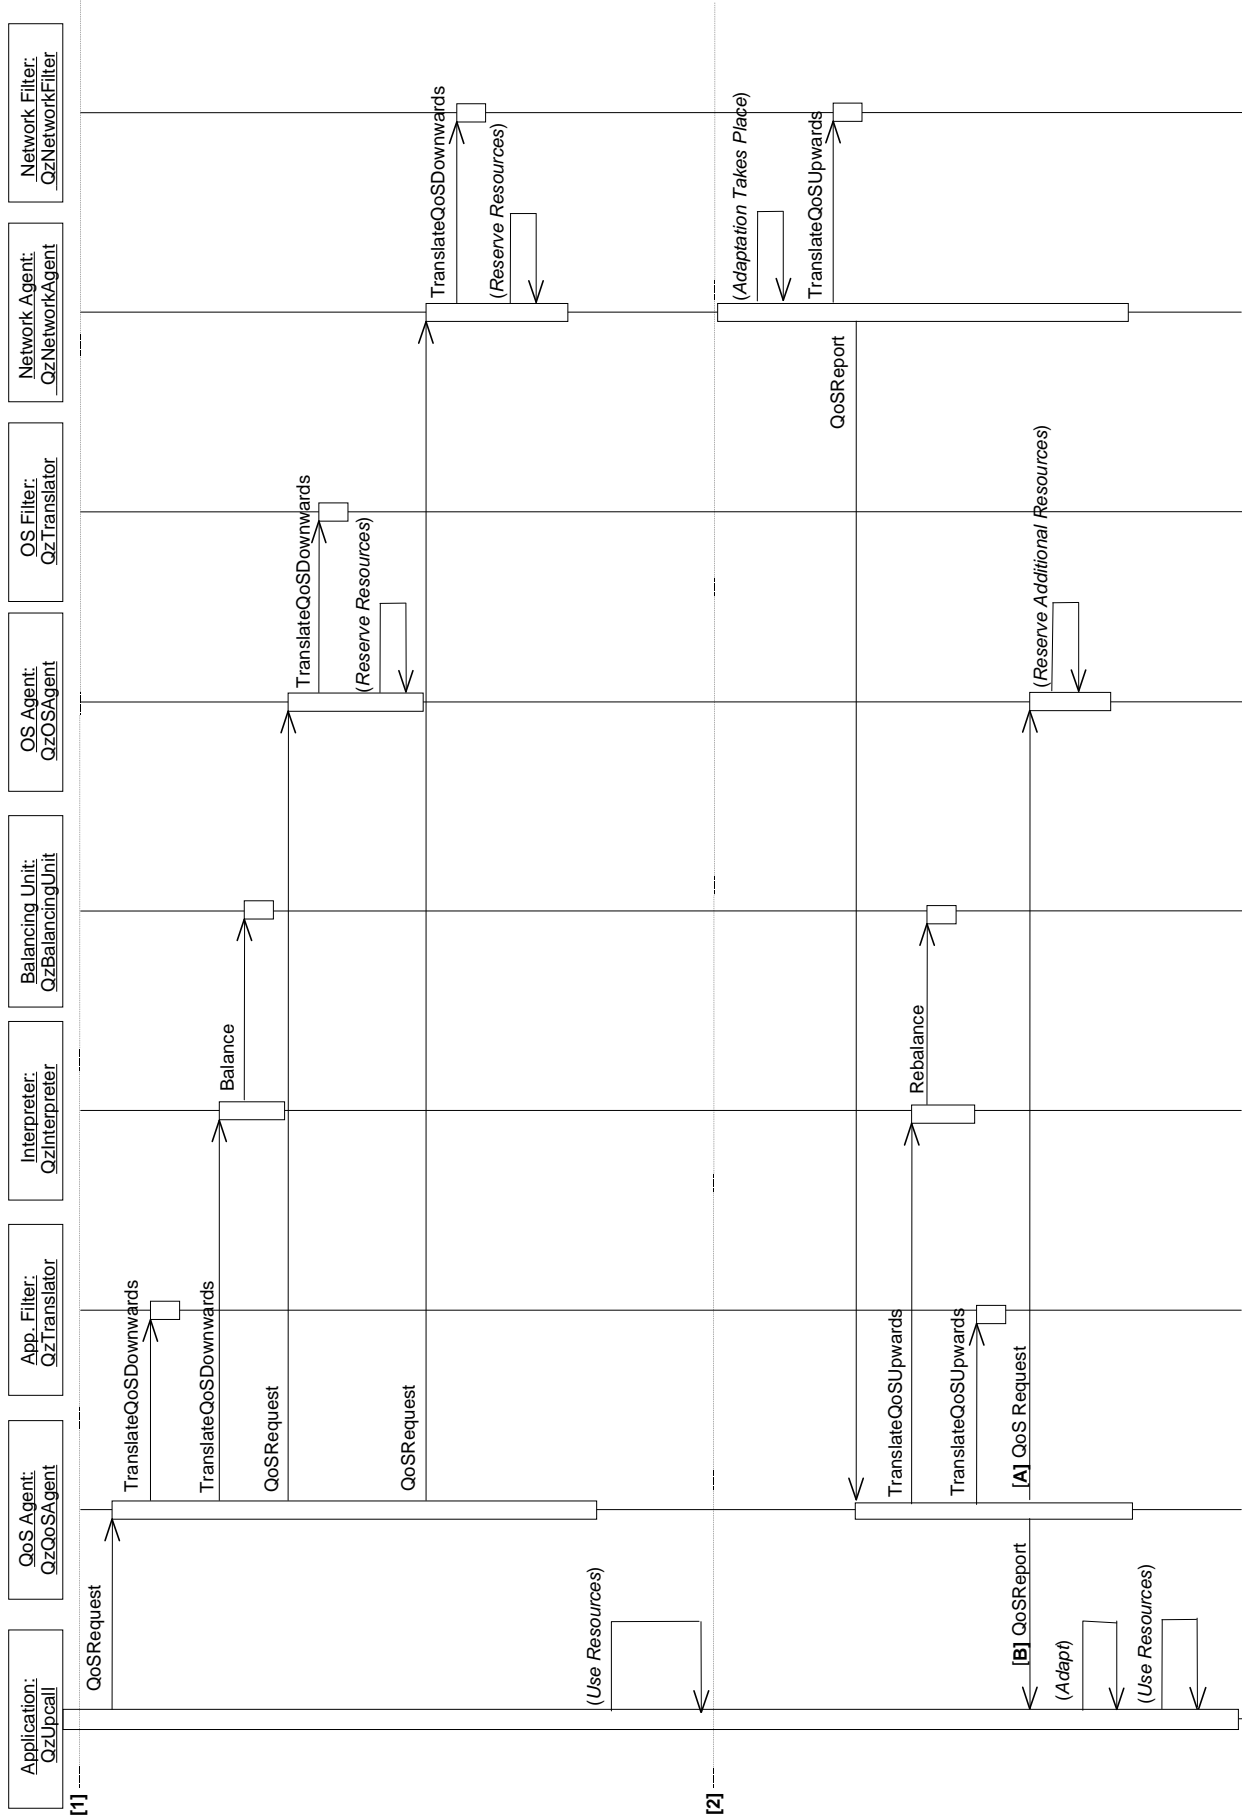 Application:
QzUpcall
QoS Agent:
QzQoSAgent
App. Filter:
QzTranslator
Interpreter:
QzInterpreter
Balancing Unit:
QzBalancingUnit
OS Agent:
QzOSAgent
OS Filter:
QzTranslator
Network Agent:
QzNetworkAgent
Network Filter:
QzNetworkFilter
[1]
QoSRequest
TranslateQoSDownwards
TranslateQoSDownwards
Balance
QoSRequest
TranslateQoSDownwards
(Reserve Resources)
QoSRequest
TranslateQoSDownwards
(Reserve Resources)
(Use Resources)
[2]
(Adaptation Takes Place)
TranslateQoSUpwards
QoSReport
TranslateQoSUpwards
Rebalance
TranslateQoSUpwards
[B] QoSReport
[A] QoS Request
(Reserve Additional Resources)
(Adapt)
(Use Resources)